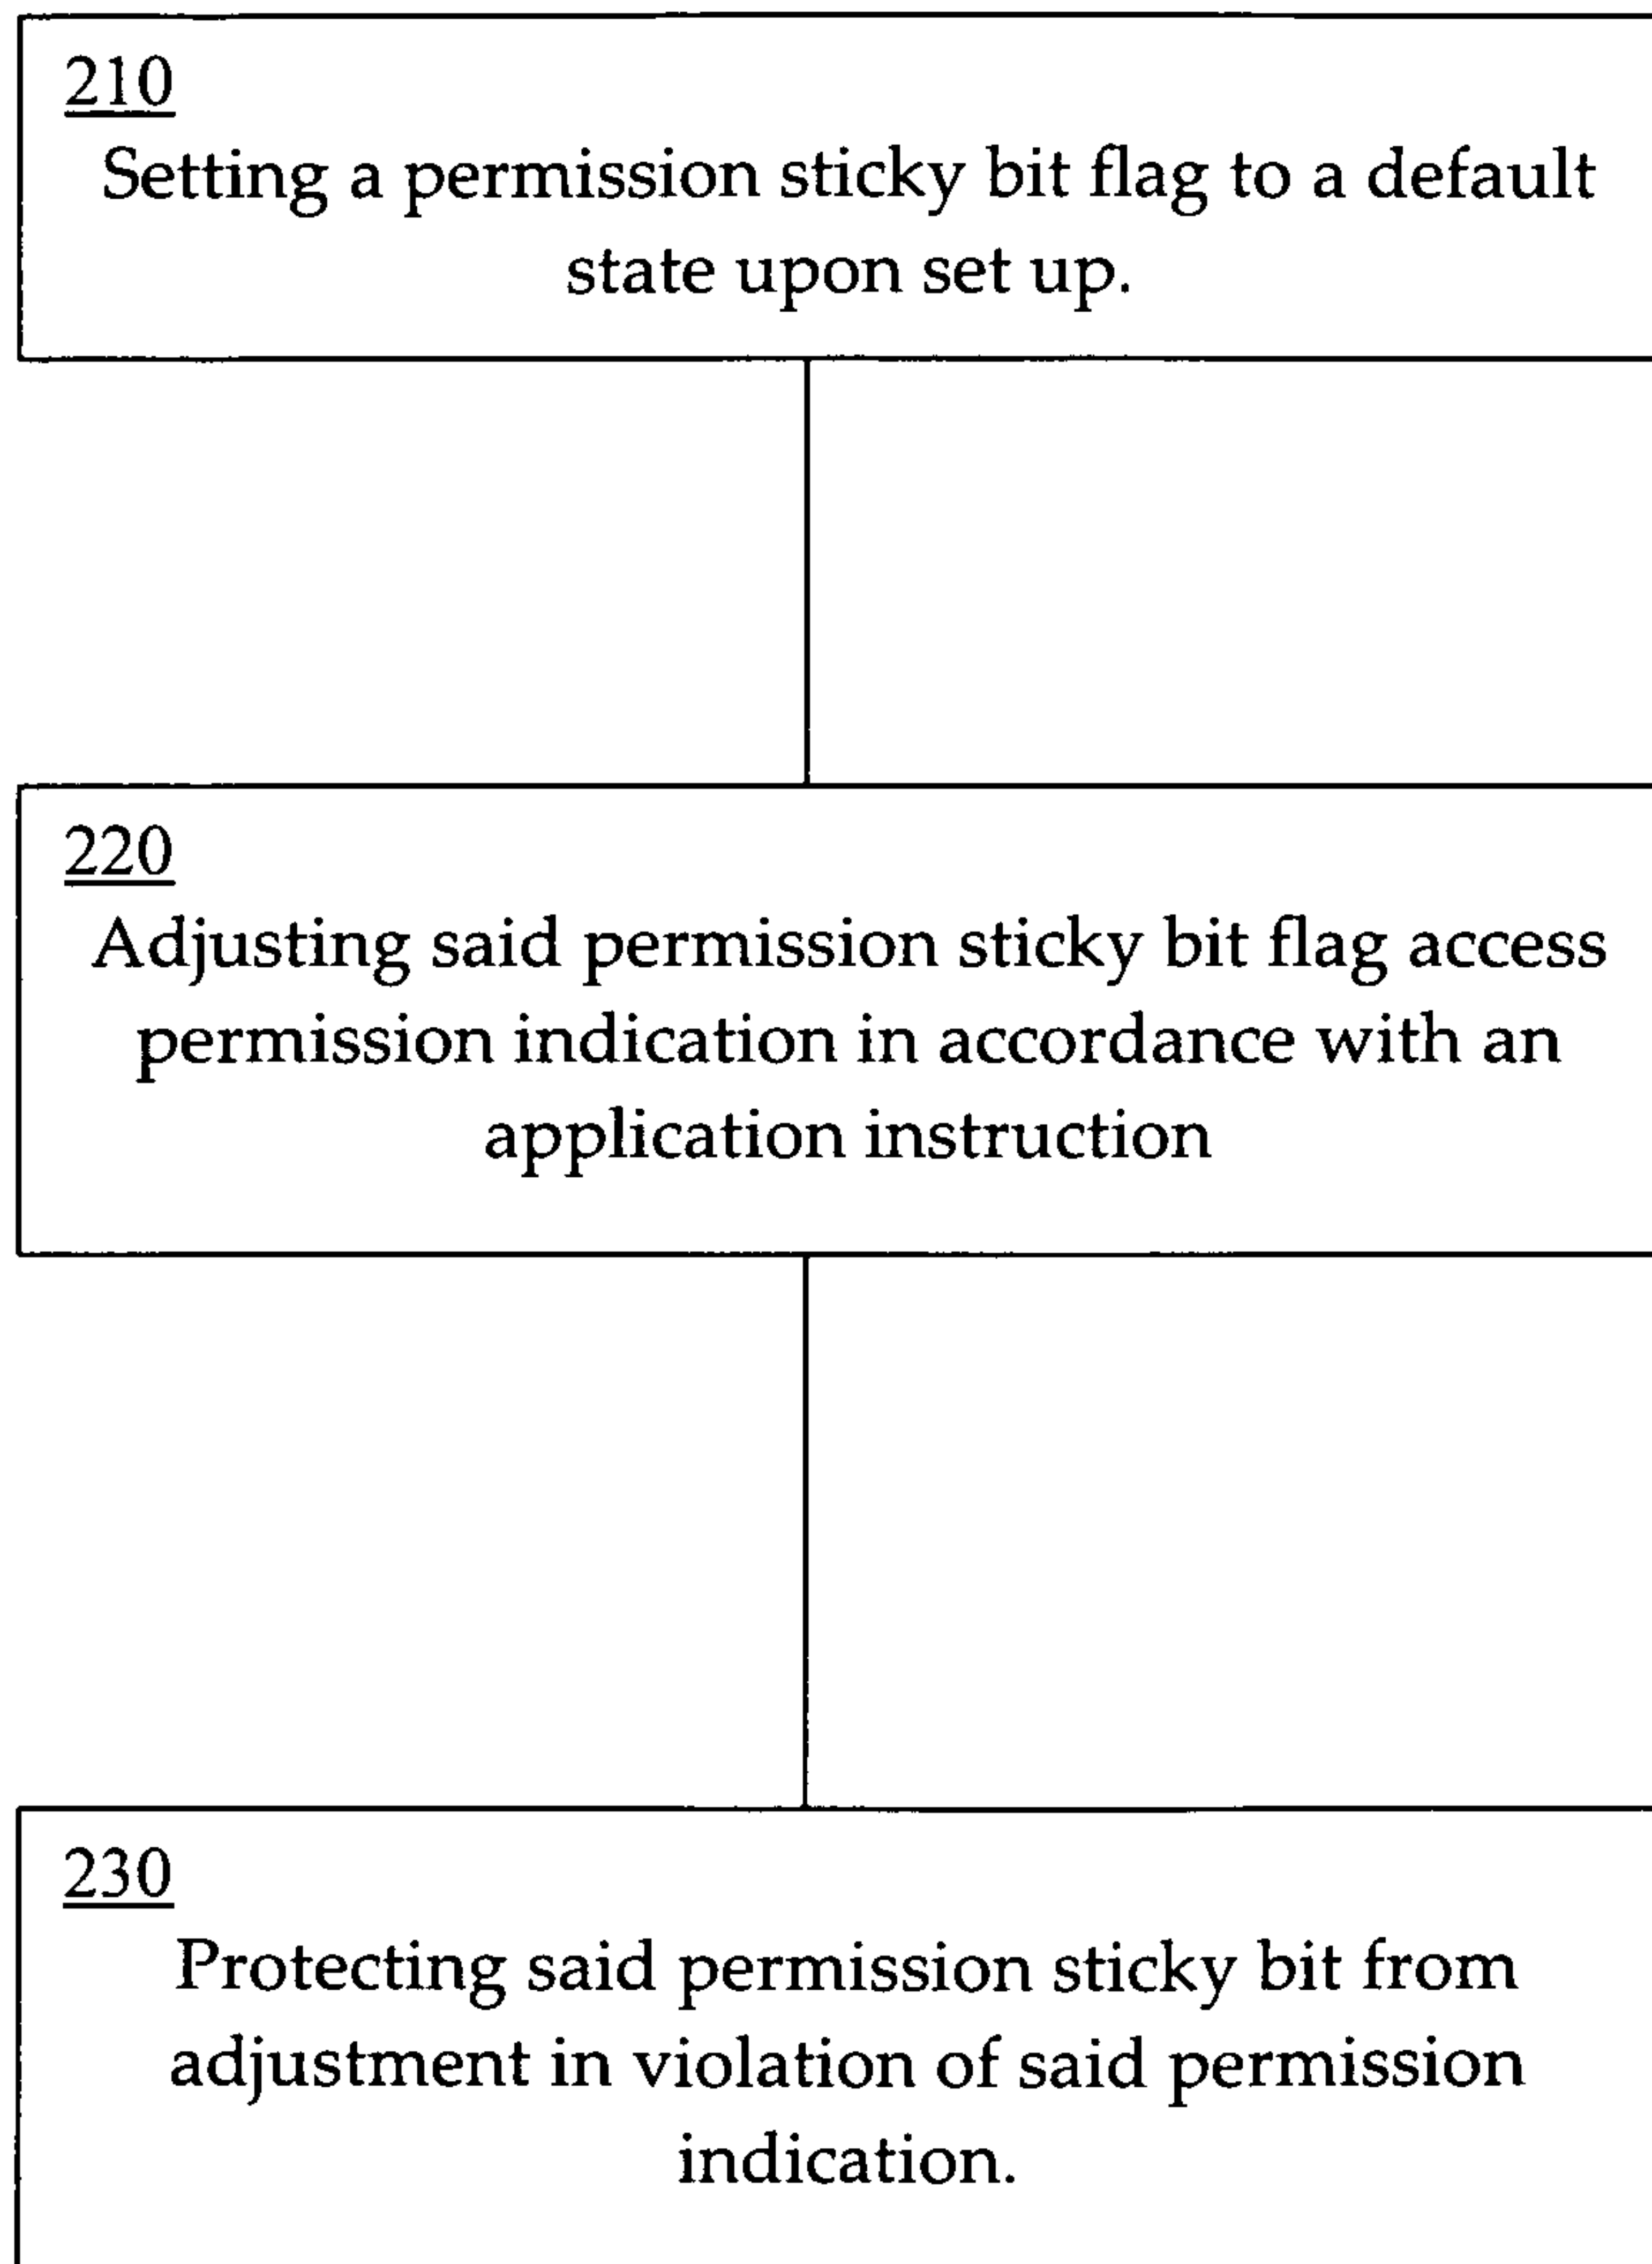 210
Setting a permission sticky bit flag to a default
state upon set up.
220
Adjusting said permission sticky bit flag access
permission indication in accordance with an
application instruction
230
Protecting said permission sticky bit from
adjustment in violation of said permission
indication.